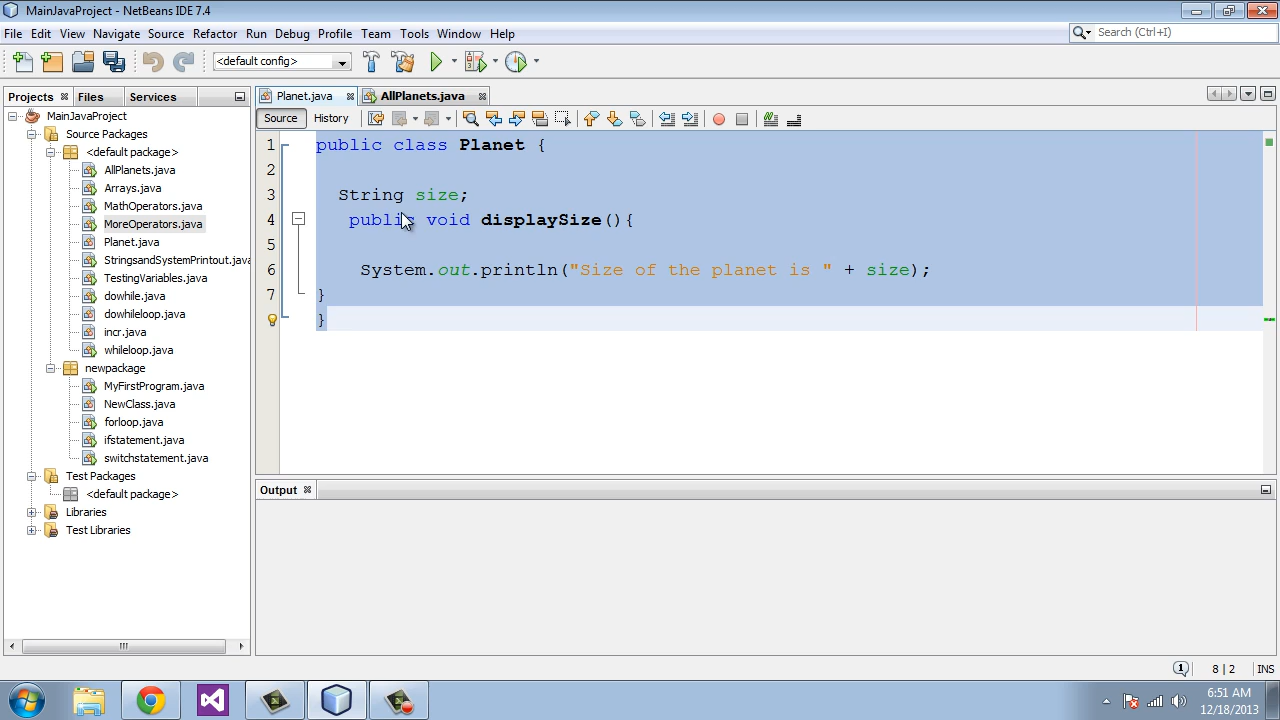 MainJavaProject - NetBeans IDE 7.4
File Edit View Navigate Source Refactor Run Debug Profile Team Tools Window Help
Search (Ctrl+I)
<default config>
Projects Files Services
Planet.java AllPlanets.java
Source History
MainJavaProject
Source Packages
<default package>
AllPlanets.java
Arrays.java
MathOperators.java
MoreOperators.java
Planet.java
StringsandSystemPrintout.java
TestingVariables.java
dowhile.java
dowhileloop.java
incr.java
whileloop.java
newpackage
MyFirstProgram.java
NewClass.java
forloop.java
ifstatement.java
switchstatement.java
Test Packages
<default package>
Libraries
Test Libraries
1 public class Planet {
2
3 String size;
4 public void displaySize(){
5
6 System.out.println("Size of the planet is " + size);
7 }
}
Output
1 8 | 2 INS
6:51 AM
12/18/2013